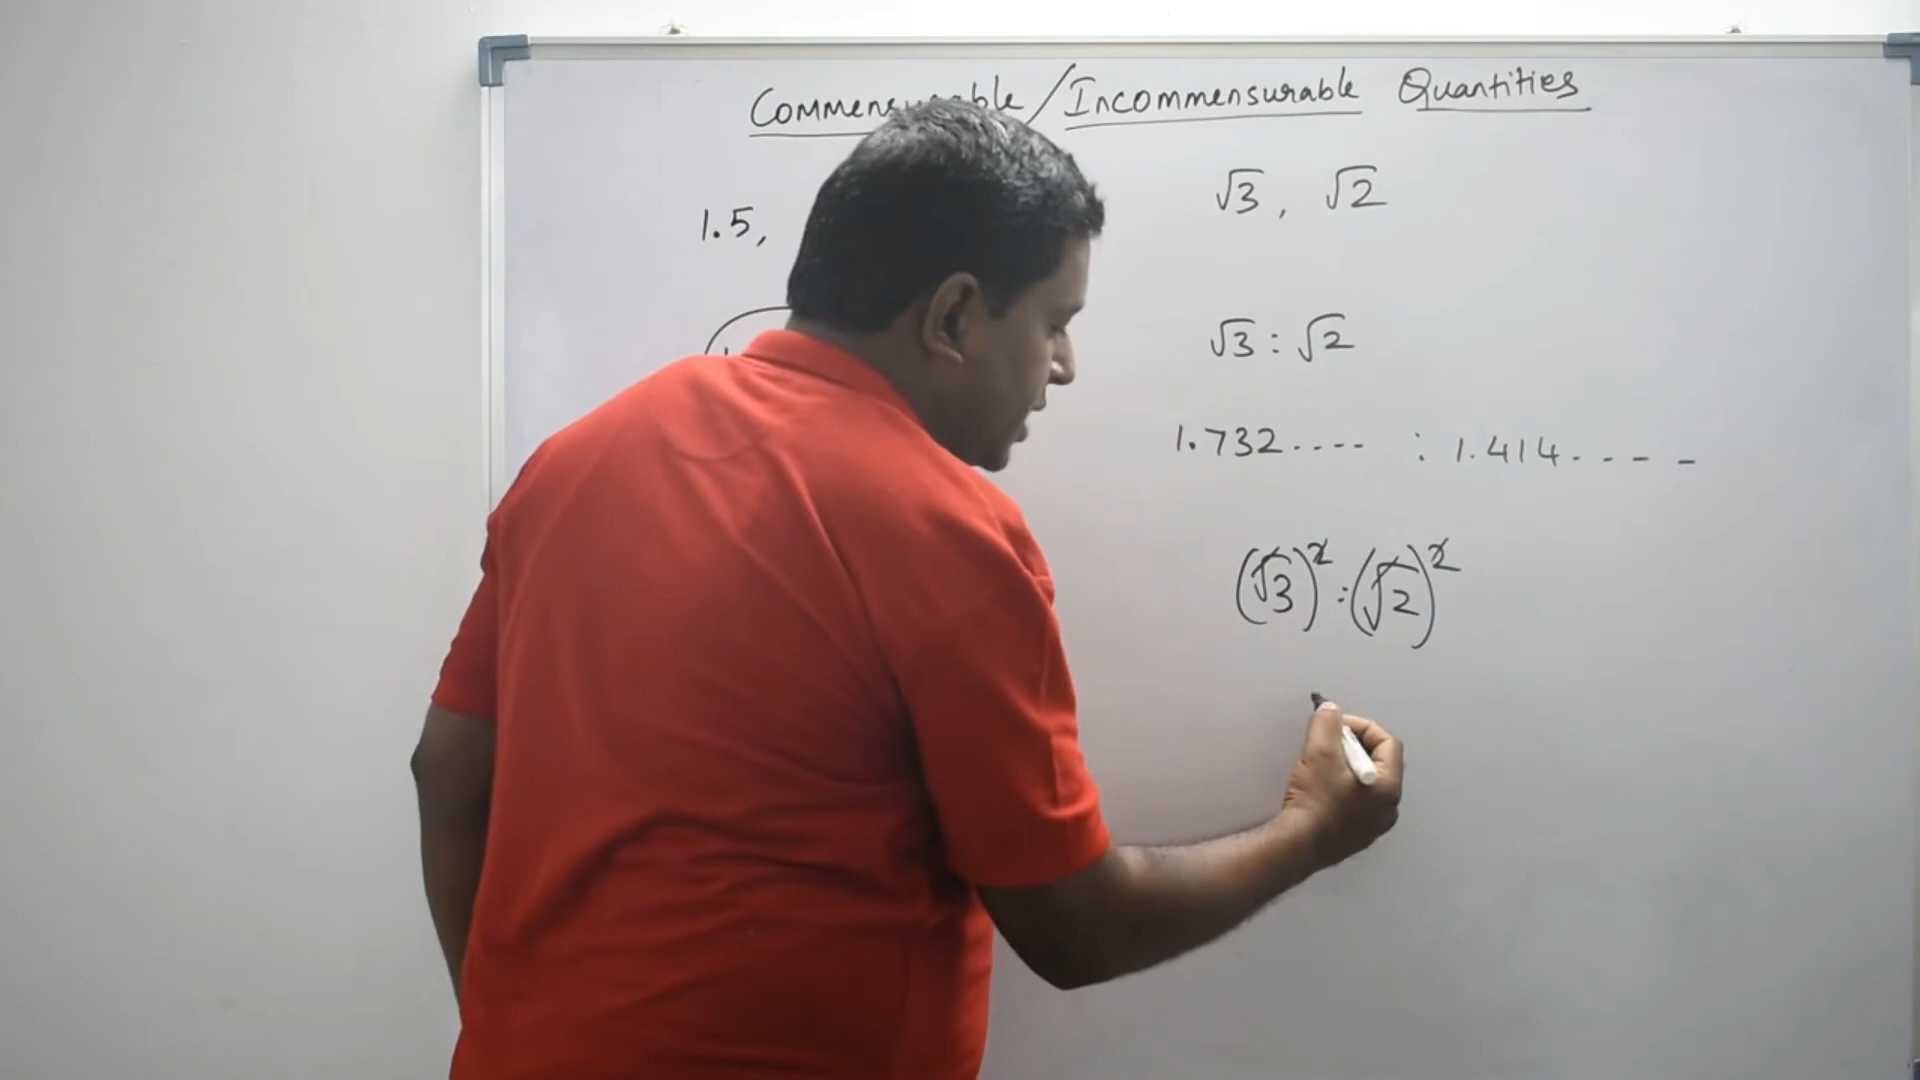 Commensurable / Incommensurable Quantities
√3 , √2
1.5,
√3 : √2
1.732.... : 1.414.....
(√3)² : (√2)²